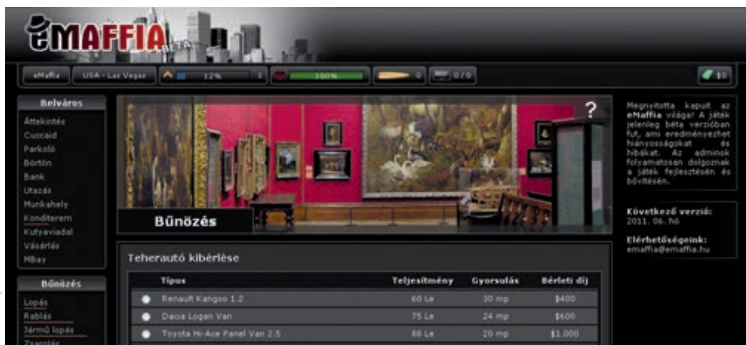 eMAFFIA BETA
eMaffia
USA - Las Vegas
12%
1
100%
0
0/0
$0
Belváros
Áttekintés
Cuccaid
Parkoló
Börtön
Bank
Utazás
Munkahely
Konditerem
Kutyaviadal
Vásárlás
MBay
Bűnözés
Lopás
Rablás
Jármű lopás
Zsarolás
?
Bűnözés
Teherautó kibérlése
Típus Teljesítmény Gyorsulás Bérleti díj
Renault Kangoo 1.2 60 Le 30 mp $400
Dacia Logan Van 75 Le 24 mp $600
Toyota Hi-Ace Panel Van 2.5 88 Le 20 mp $1.000
Megnyitotta kapuit az
eMaffia világa! A játék
jelenleg béta verzióban
fut, ami eredményezhet
hiányosságokat és
hibákat. Az adminok
folyamatosan dolgoznak
a játék fejlesztésén és
bővítésén.
Következő verzió:
2011. 06. hó
Elérhetőségeink:
emaffia@emaffia.hu